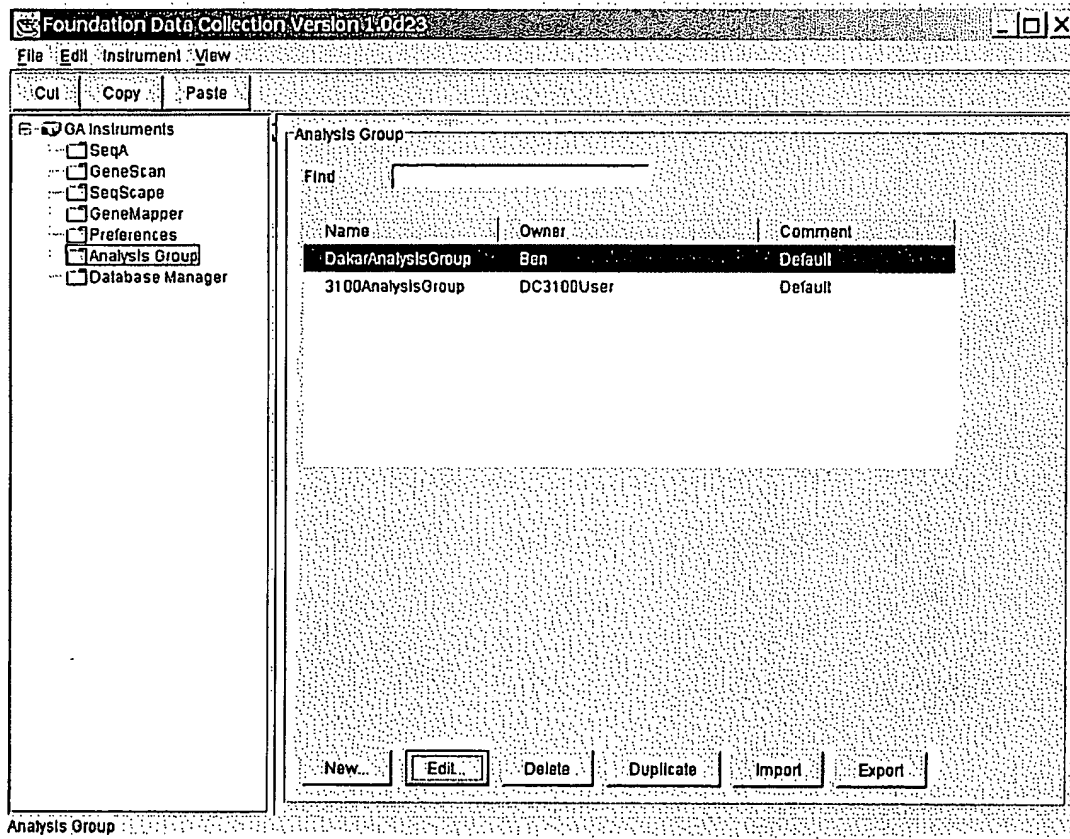 Foundation Data Collection Version 1.0d23
File Edit Instrument View
Cut Copy Paste
GA Instruments
SeqA
GeneScan
SeqScape
GeneMapper
Preferences
Analysis Group
Database Manager
Analysis Group
Find
Name Owner Comment
DakarAnalysisGroup Ben Default
3100AnalysisGroup DC3100User Default
New... Edit... Delete Duplicate Import Export
Analysis Group